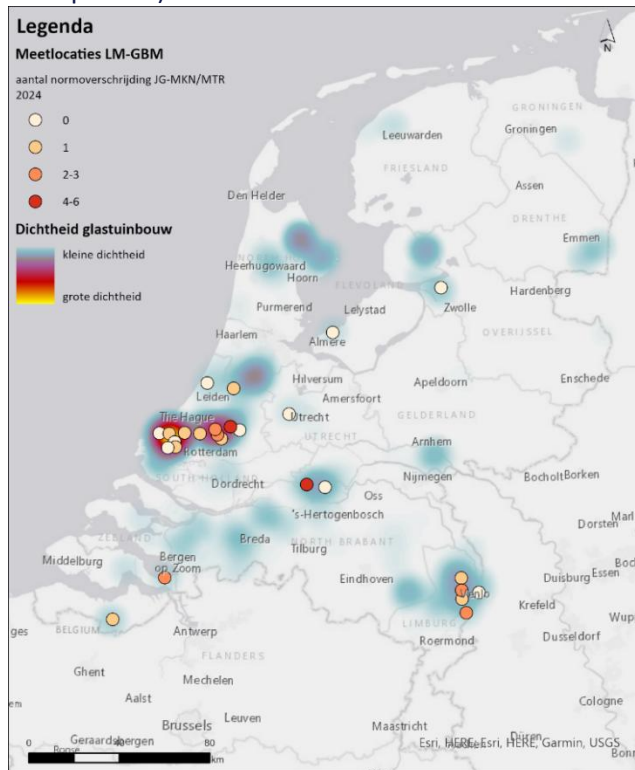 Legenda
Meetlocaties LM-GBM
aantal normoverschrijding JG-MKN/MTR
2024
0
1
2-3
4-6
Dichtheid glastuinbouw
kleine dichtheid
grote dichtheid
N
GRONINGEN
Leeuwarden
Groningen
FRIESLAND
Assen
Den Helder
DRENTHE
Emmen
Heerhugowaard
Hoorn
FLEVOLAND
Hardenberg
Purmerend
Lelystad
Zwolle
Haarlem
Almere
OVERIJSSEL
Hilversum
Apeldoorn
Enschede
Leiden
Amersfoort
The Hague
Utrecht
GELDERLAND
UTRECHT
Rotterdam
Arnhem
SOUTH HOLLAND
Dordrecht
Nijmegen
Bocholt
Borken
Oss
's-Hertogenbosch
Dorsten
Marl
ZEELAND
Breda
Tilburg
NORTH BRABANT
Middelburg
Bergen
op Zoom
Eindhoven
Venlo
Duisburg
Essen
Krefeld
BELGIUM
LIMBURG
Antwerp
Roermond
Dusseldorf
FLANDERS
Ghent
Mechelen
Aalst
Cologne
Brussels
Leuven
Maastricht
Geraardsbergen
Düren
0
40
80
km
Esri, HERE, Esri, HERE, Garmin, USGS